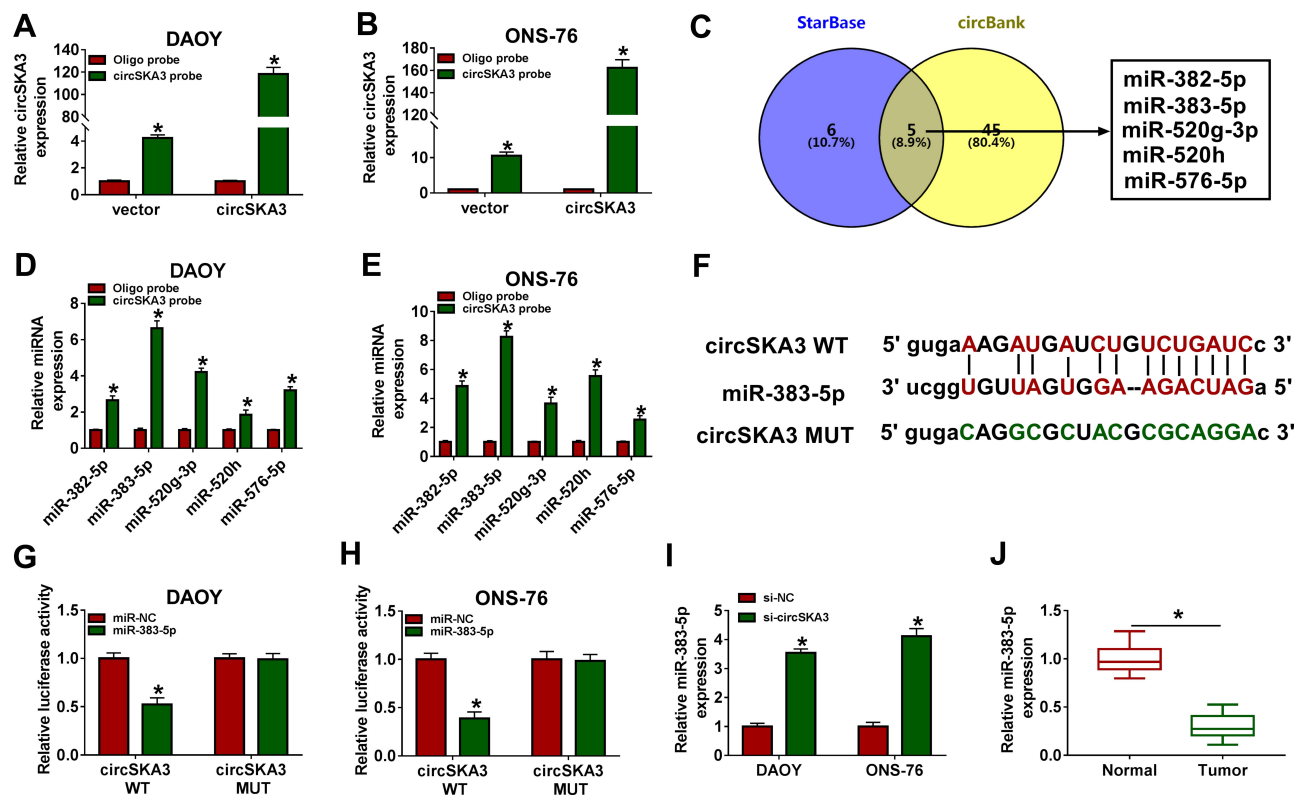 A
DAOY
Relative circSKA3
expression
Oligo probe
circSKA3 probe
140
120
100
80
4
2
0
*
*
vector
circSKA3
B
ONS-76
Relative circSKA3
expression
Oligo probe
circSKA3 probe
180
160
140
120
10
0
*
*
vector
circSKA3
C
StarBase
circBank
6
(10.7%)
5
(8.9%)
45
(80.4%)
miR-382-5p
miR-383-5p
miR-520g-3p
miR-520h
miR-576-5p
D
DAOY
Relative miRNA
expression
Oligo probe
circSKA3 probe
8
6
4
2
0
*
*
*
*
*
miR-382-5p
miR-383-5p
miR-520g-3p
miR-520h
miR-576-5p
E
ONS-76
Relative miRNA
expression
Oligo probe
circSKA3 probe
10
8
6
4
2
0
*
*
*
*
*
miR-382-5p
miR-383-5p
miR-520g-3p
miR-520h
miR-576-5p
F
circSKA3 WT 5' gugaAAGAUGAUCUGUCUGAUCc 3'
miR-383-5p 3' ucggUGUUAGUGGA--AGACUAGa 5'
circSKA3 MUT 5' gugaCAGGCGCUACGCGCAGGAc 3'
G
DAOY
Relative luciferase activity
miR-NC
miR-383-5p
1.5
1.0
0.5
0.0
*
circSKA3
WT
circSKA3
MUT
H
ONS-76
Relative luciferase activity
miR-NC
miR-383-5p
1.5
1.0
0.5
0.0
*
circSKA3
WT
circSKA3
MUT
I
Relative miR-383-5p
expression
si-NC
si-circSKA3
5
4
3
2
1
0
*
*
DAOY
ONS-76
J
Relative miR-383-5p
expression
1.5
1.0
0.5
0.0
*
Normal
Tumor